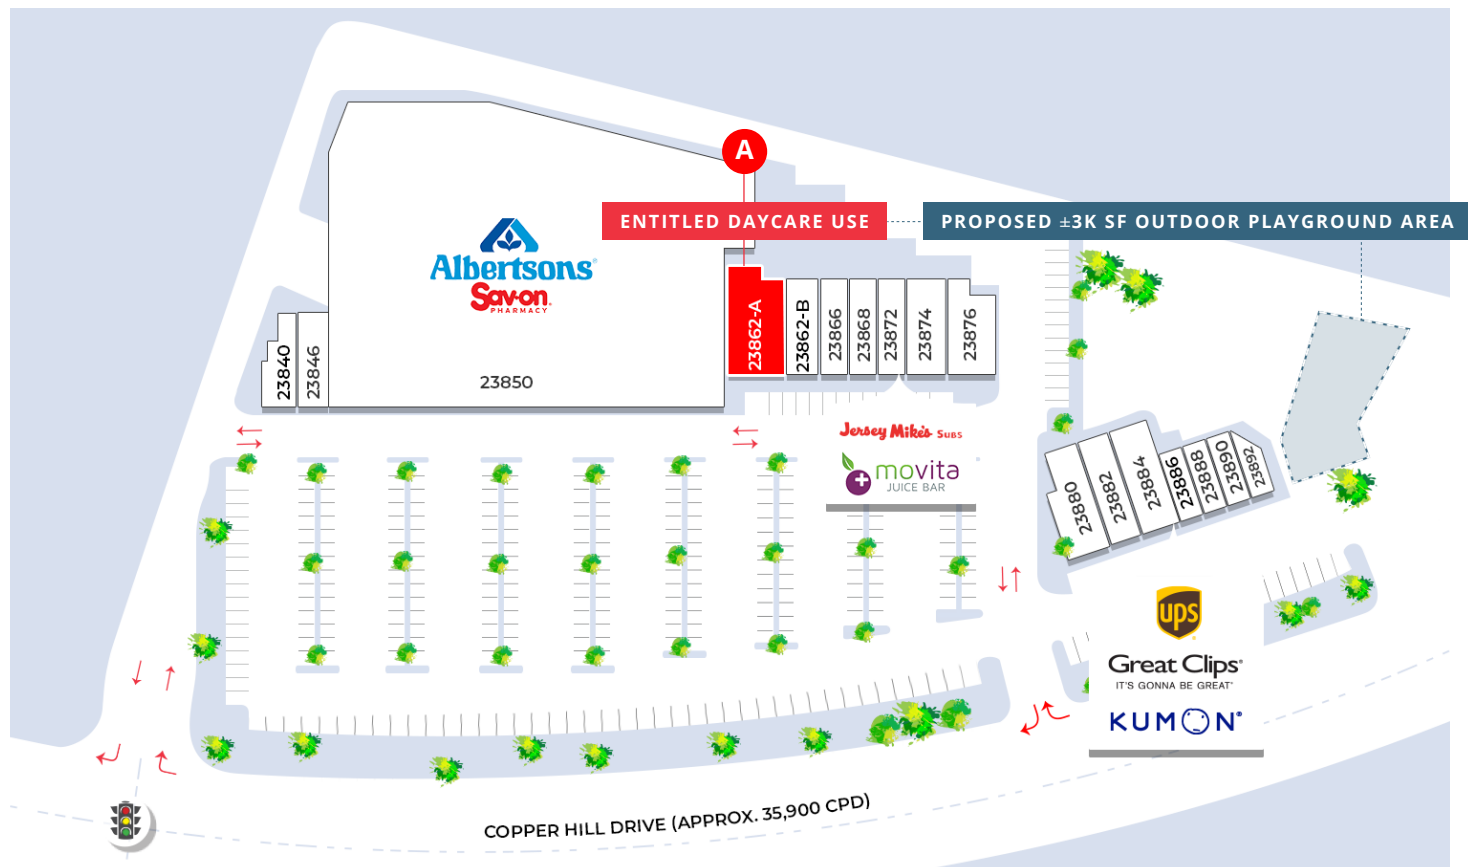 A
ENTITLED DAYCARE USE
PROPOSED ±3K SF OUTDOOR PLAYGROUND AREA
Albertsons®
Sav-on®
PHARMACY
23840
23846
23850
23862-A
23862-B
23866
23868
23872
23874
23876
Jersey Mike's SUBS
movita
JUICE BAR
23880
23882
23884
23886
23888
23890
23892
ups
Great Clips®
IT'S GONNA BE GREAT®
KUMON®
COPPER HILL DRIVE (APPROX. 35,900 CPD)